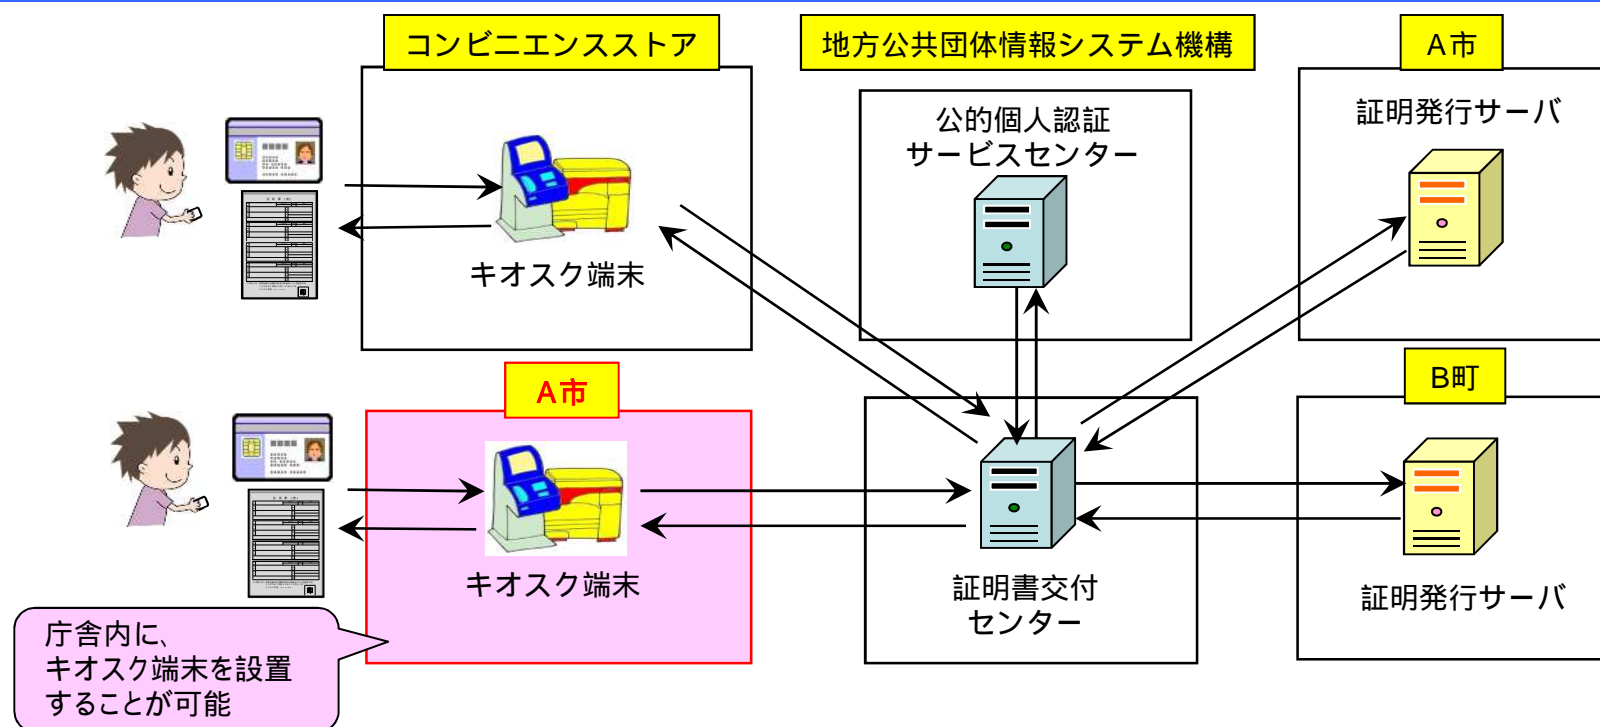 コンビニエンスストア
地方公共団体情報システム機構
A市
公的個人認証
サービスセンター
証明発行サーバ
キオスク端末
A市
B町
キオスク端末
証明書交付
センター
証明発行サーバ
庁舎内に、
キオスク端末を設置
することが可能